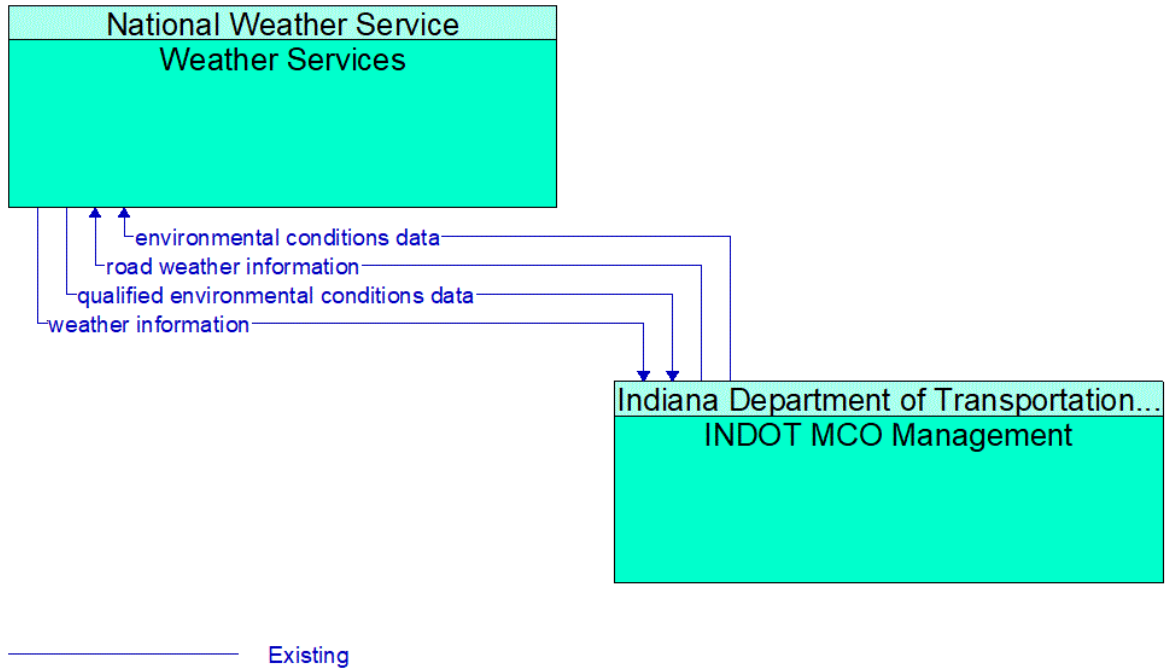 National Weather Service
Weather Services
environmental conditions data
road weather information
qualified environmental conditions data
weather information
Indiana Department of Transportation...
INDOT MCO Management
Existing